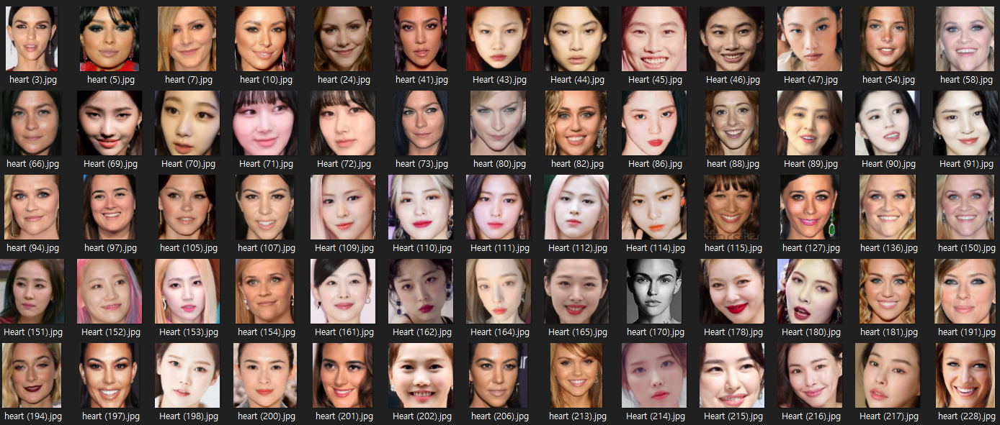 heart (3).jpg heart (5).jpg heart (7).jpg heart (10).jpg heart (24).jpg heart (41).jpg Heart (43).jpg Heart (44).jpg Heart (45).jpg Heart (46).jpg Heart (47).jpg heart (54).jpg heart (58).jpg
heart (66).jpg Heart (69).jpg Heart (70).jpg Heart (71).jpg Heart (72).jpg heart (73).jpg heart (80).jpg heart (82).jpg Heart (86).jpg heart (88).jpg Heart (89).jpg Heart (90).jpg Heart (91).jpg
heart (94).jpg heart (97).jpg heart (105).jpg heart (107).jpg Heart (109).jpg Heart (110).jpg Heart (111).jpg Heart (112).jpg Heart (114).jpg heart (115).jpg heart (127).jpg heart (136).jpg heart (150).jpg
Heart (151).jpg Heart (152).jpg Heart (153).jpg heart (154).jpg Heart (161).jpg Heart (162).jpg Heart (164).jpg Heart (165).jpg heart (170).jpg Heart (178).jpg Heart (180).jpg heart (181).jpg heart (191).jpg
heart (194).jpg heart (197).jpg Heart (198).jpg heart (200).jpg heart (201).jpg Heart (202).jpg heart (206).jpg heart (213).jpg Heart (214).jpg Heart (215).jpg Heart (216).jpg Heart (217).jpg heart (228).jpg